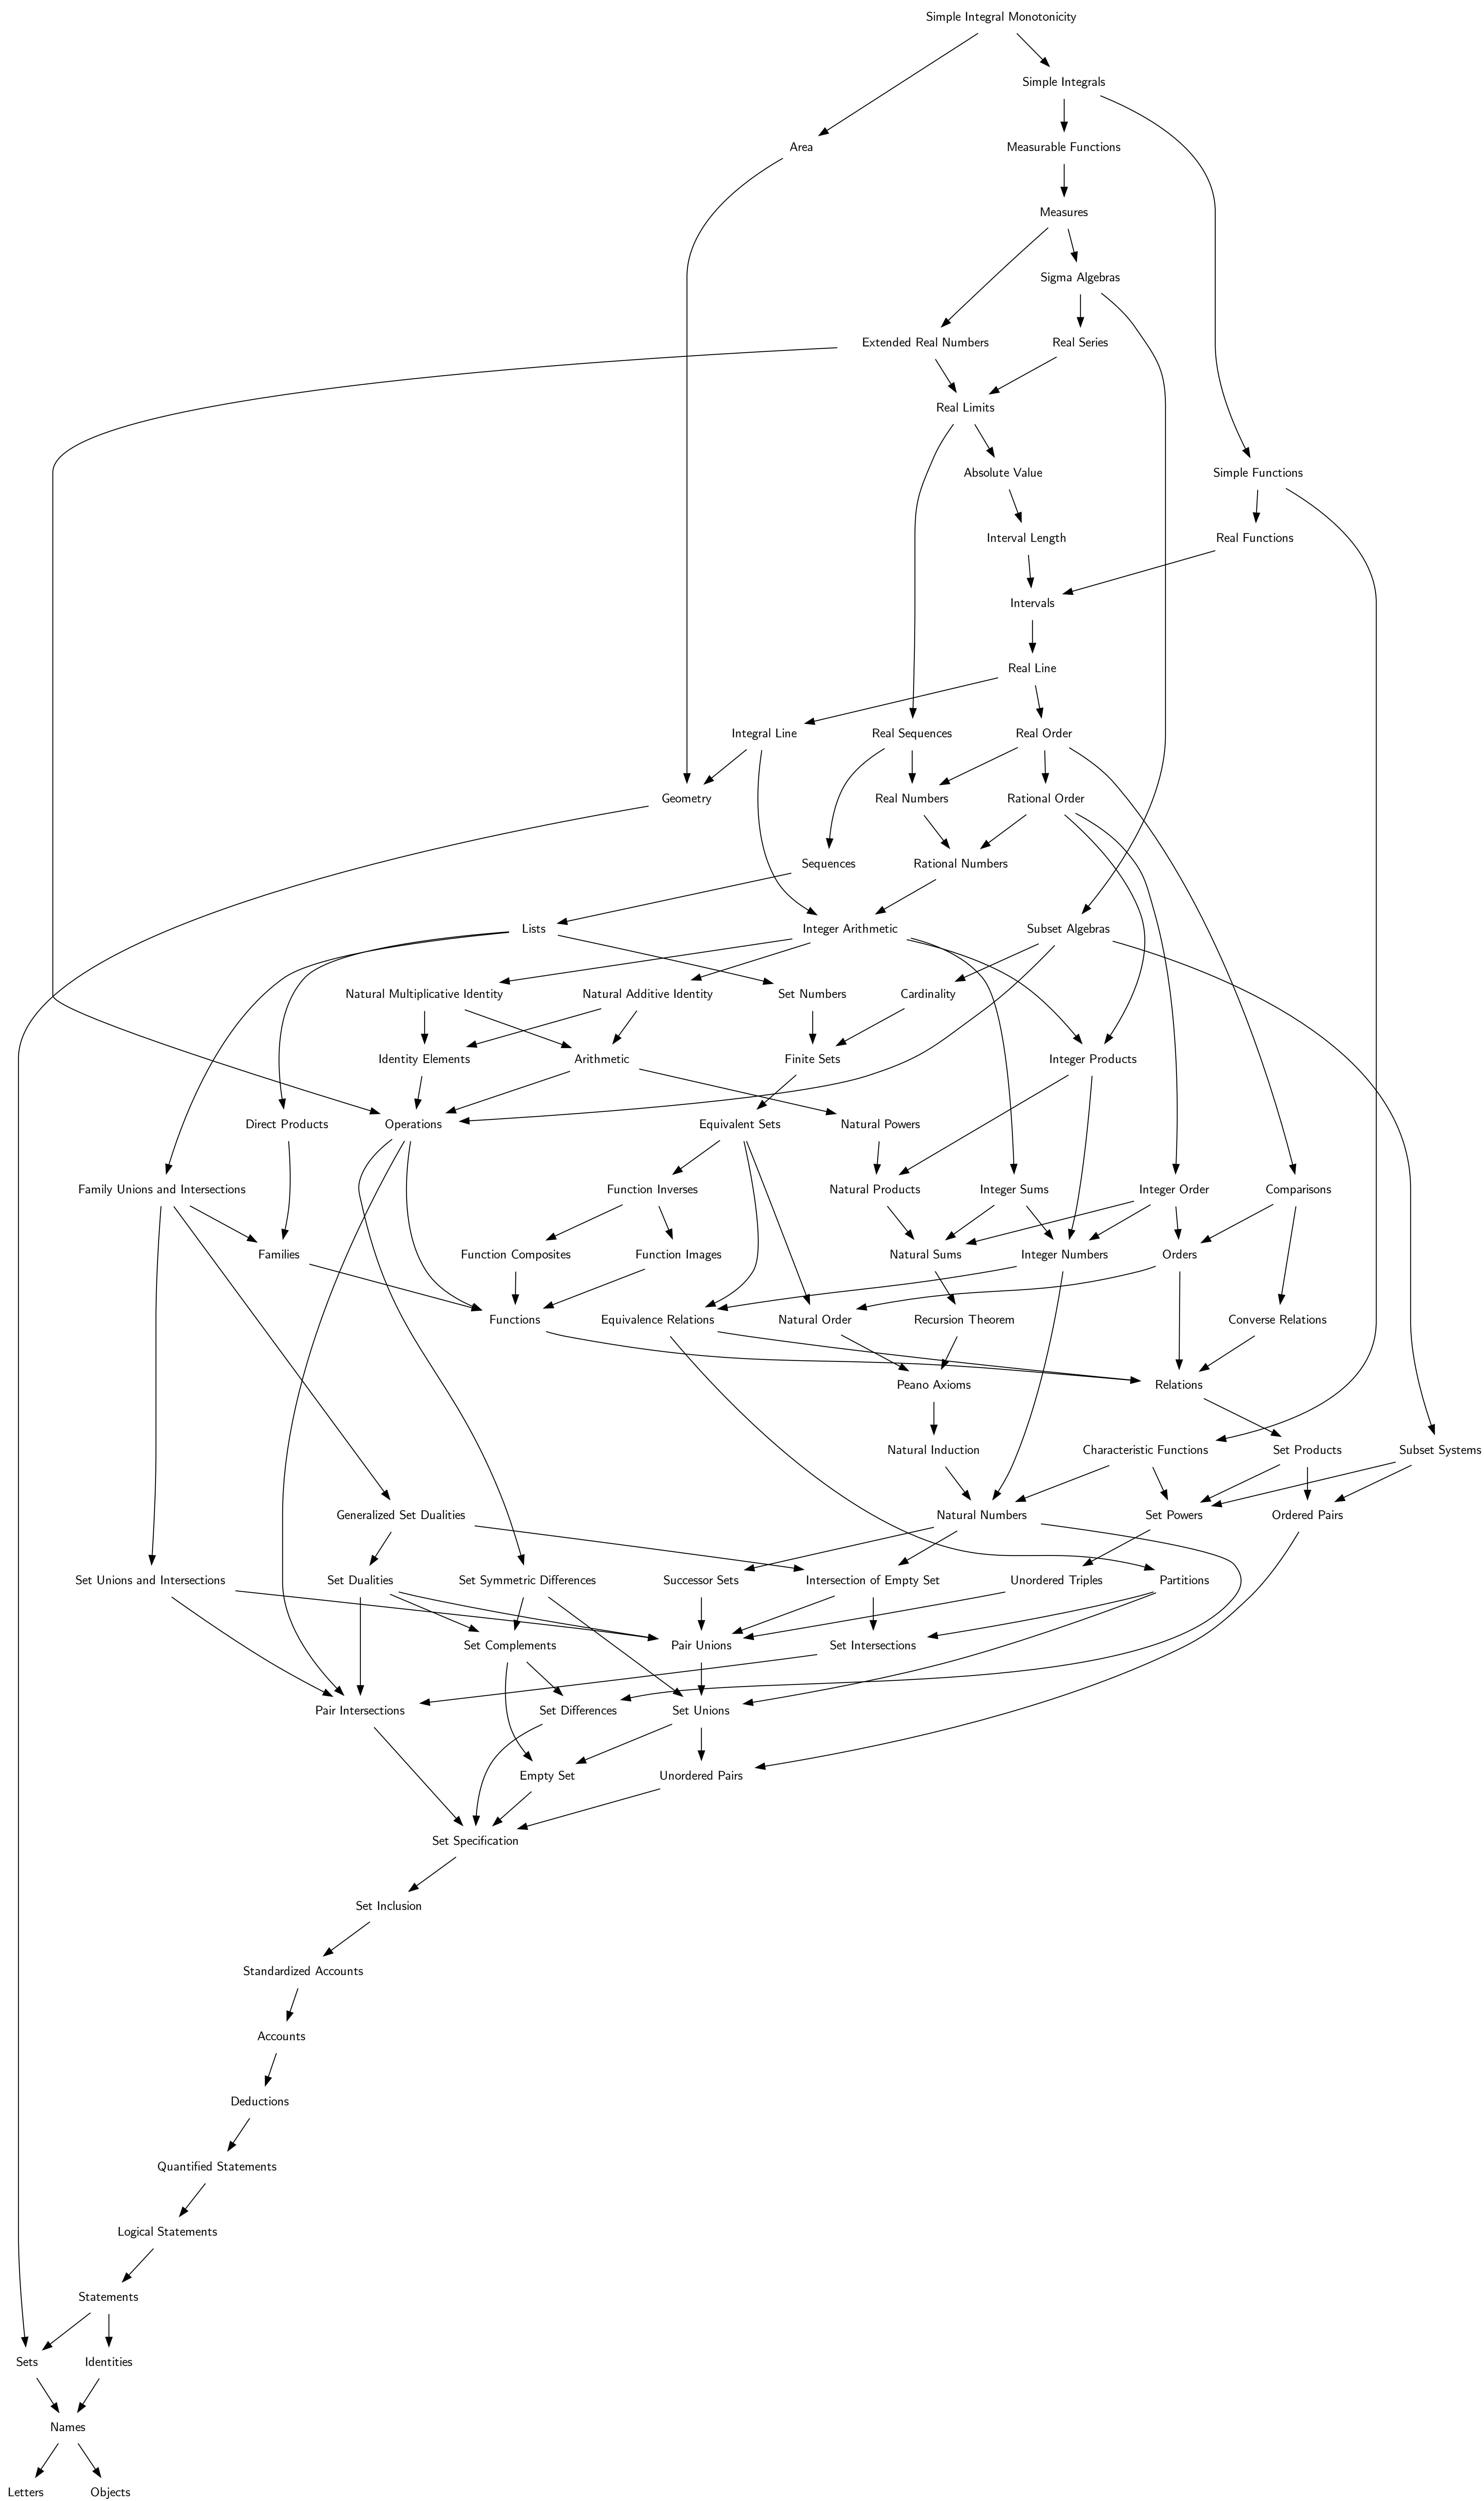 Simple Integral Monotonicity
Simple Integrals
Area
Measurable Functions
Measures
Sigma Algebras
Extended Real Numbers
Real Series
Real Limits
Absolute Value
Simple Functions
Interval Length
Real Functions
Intervals
Real Line
Integral Line
Real Sequences
Real Order
Geometry
Real Numbers
Rational Order
Sequences
Rational Numbers
Lists
Integer Arithmetic
Subset Algebras
Natural Multiplicative Identity
Natural Additive Identity
Set Numbers
Cardinality
Identity Elements
Arithmetic
Finite Sets
Integer Products
Direct Products
Operations
Equivalent Sets
Natural Powers
Family Unions and Intersections
Function Inverses
Natural Products
Integer Sums
Integer Order
Comparisons
Families
Function Composites
Function Images
Natural Sums
Integer Numbers
Orders
Functions
Equivalence Relations
Natural Order
Recursion Theorem
Converse Relations
Peano Axioms
Relations
Natural Induction
Characteristic Functions
Set Products
Subset Systems
Generalized Set Dualities
Natural Numbers
Set Powers
Ordered Pairs
Set Unions and Intersections
Set Dualities
Set Symmetric Differences
Successor Sets
Intersection of Empty Set
Unordered Triples
Partitions
Set Complements
Pair Unions
Set Intersections
Pair Intersections
Set Differences
Set Unions
Empty Set
Unordered Pairs
Set Specification
Set Inclusion
Standardized Accounts
Accounts
Deductions
Quantified Statements
Logical Statements
Statements
Sets
Identities
Names
Letters
Objects